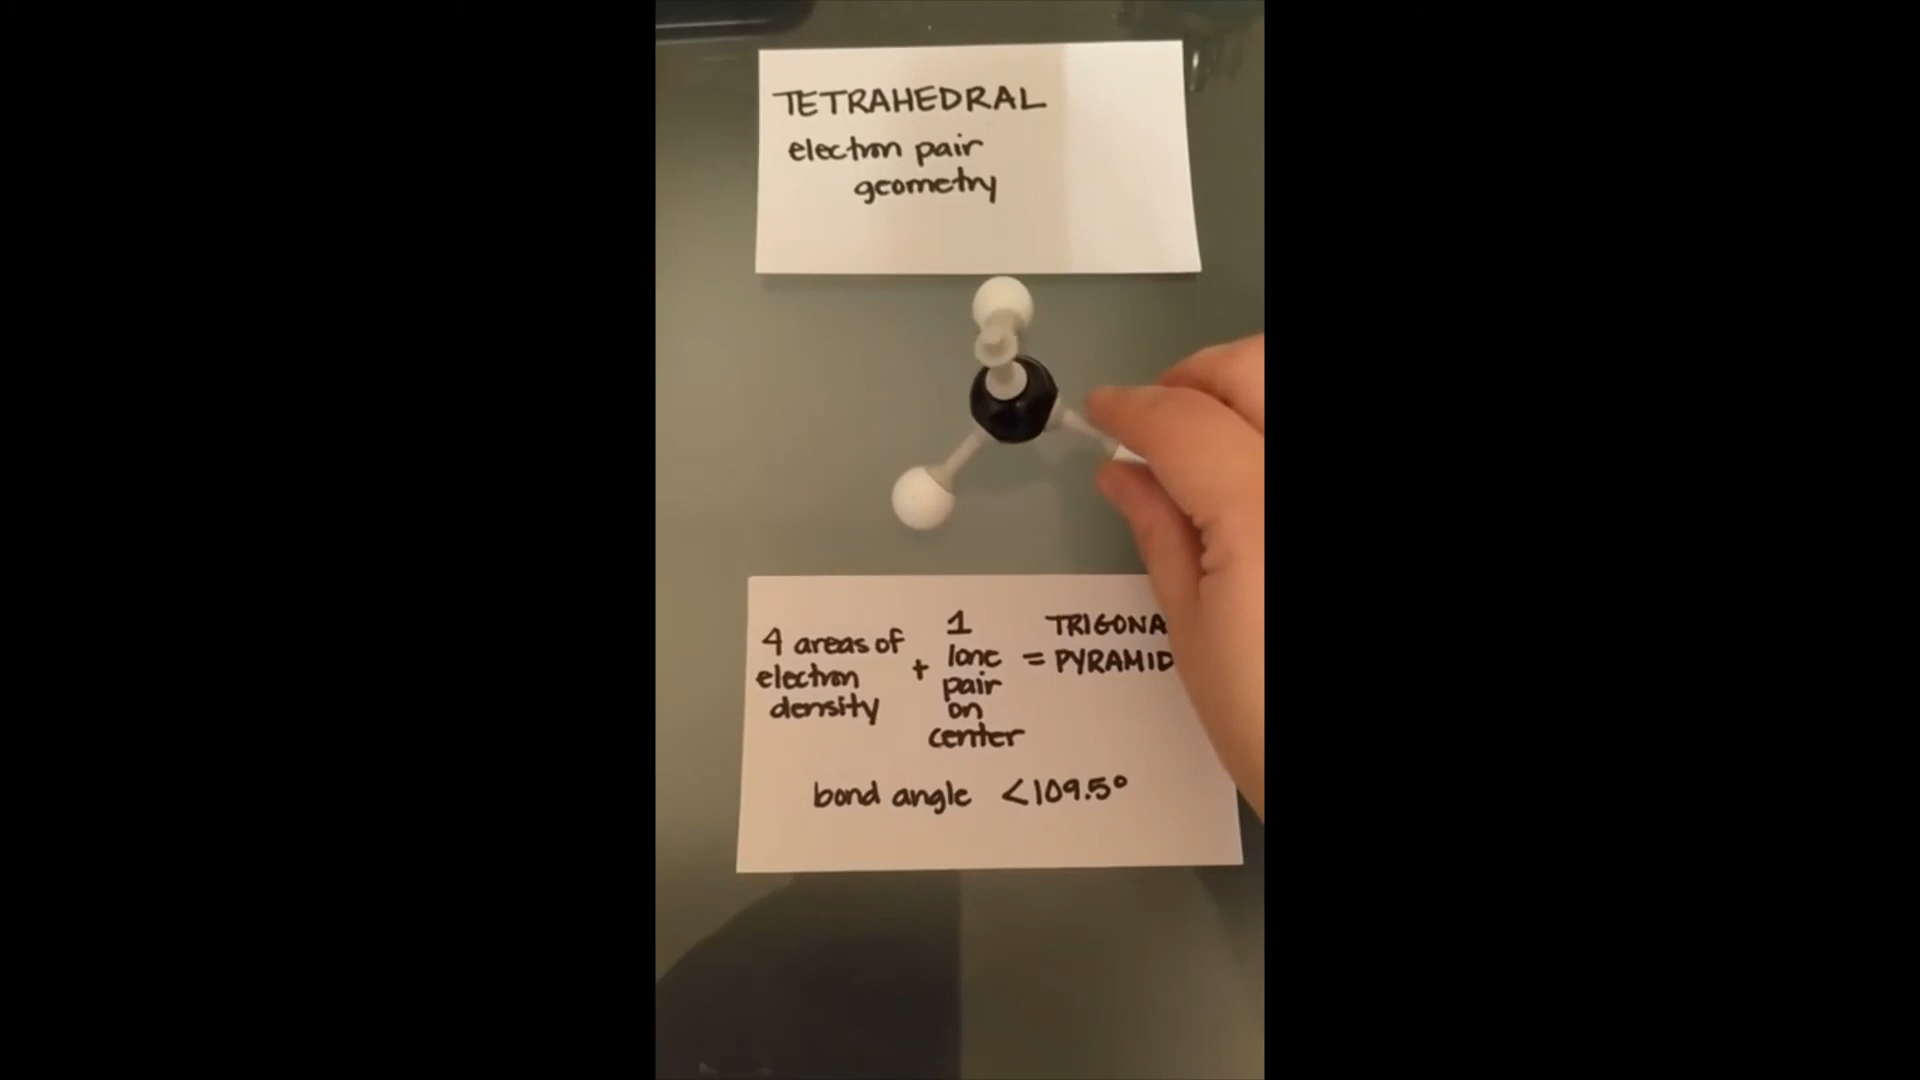 TETRAHEDRAL
electron pair
geometry
4 areas of
electron
density
+
1
lone
pair
on
center
=
TRIGONA
PYRAMID
bond angle <109.5°